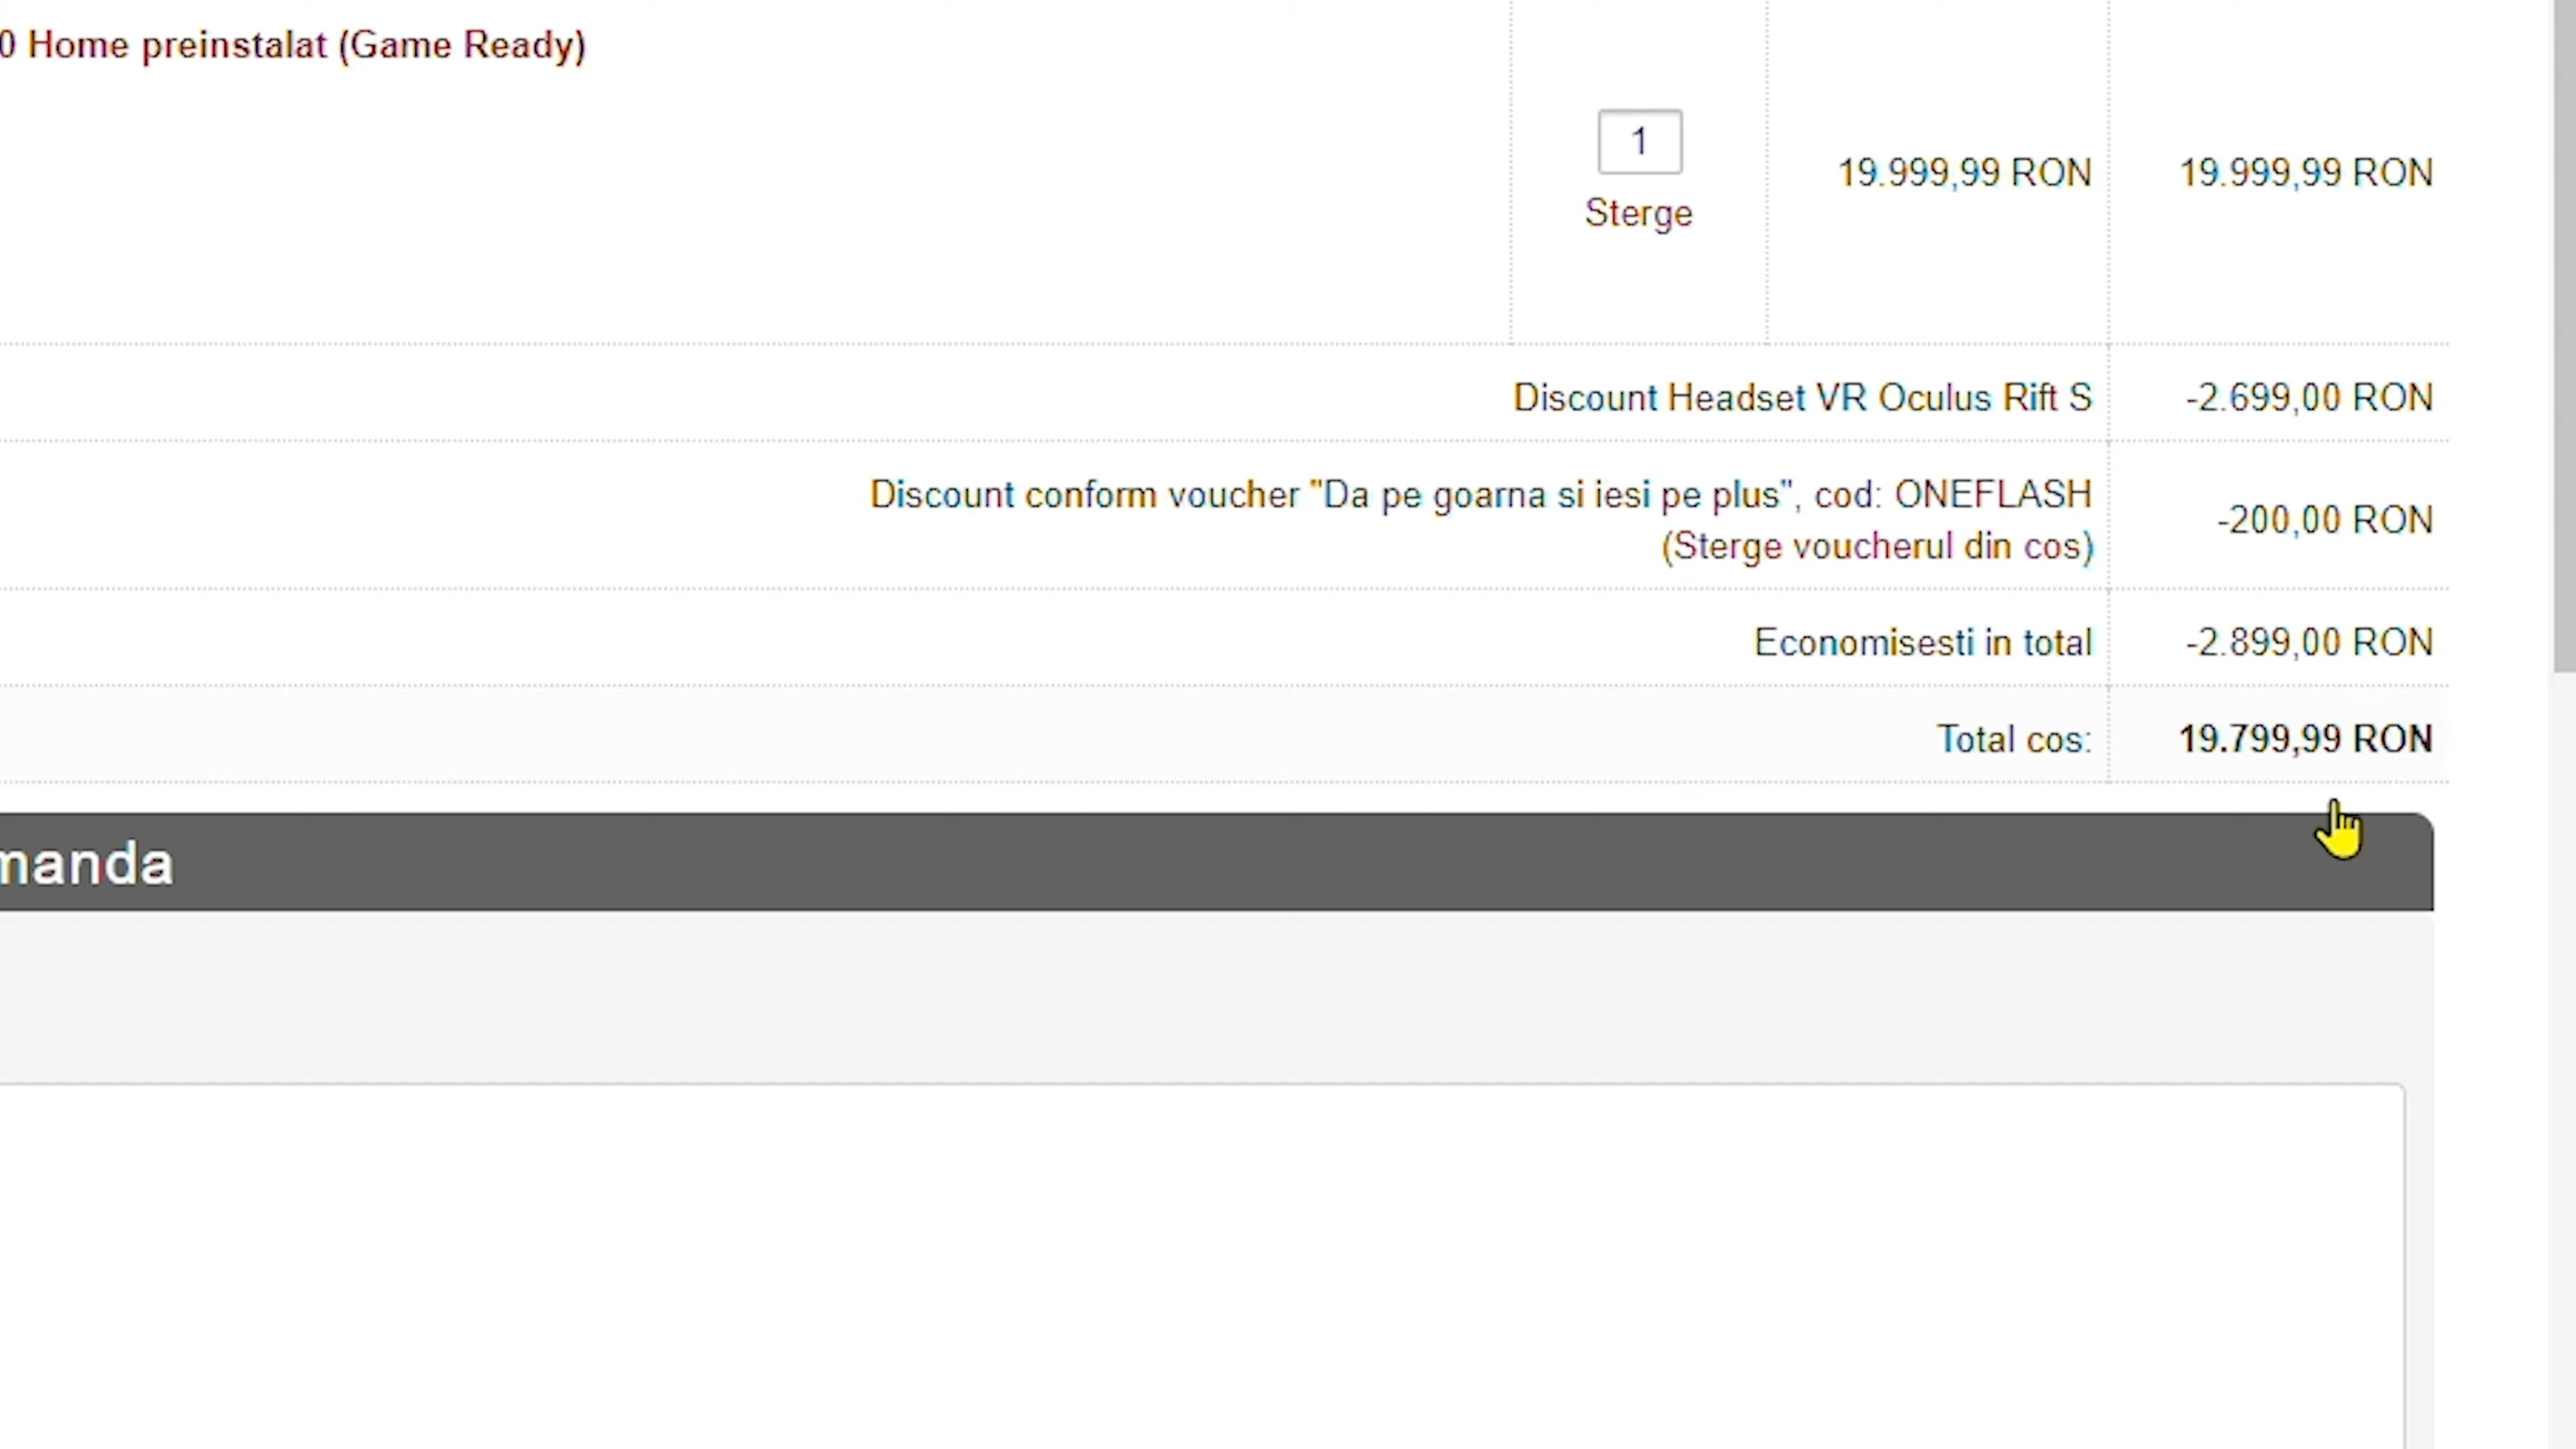 0 Home preinstalat (Game Ready)
1
Sterge
19.999,99 RON
19.999,99 RON
Discount Headset VR Oculus Rift S
-2.699,00 RON
Discount conform voucher "Da pe goarna si iesi pe plus", cod: ONEFLASH
(Sterge voucherul din cos)
-200,00 RON
Economisesti in total
-2.899,00 RON
Total cos:
19.799,99 RON
manda